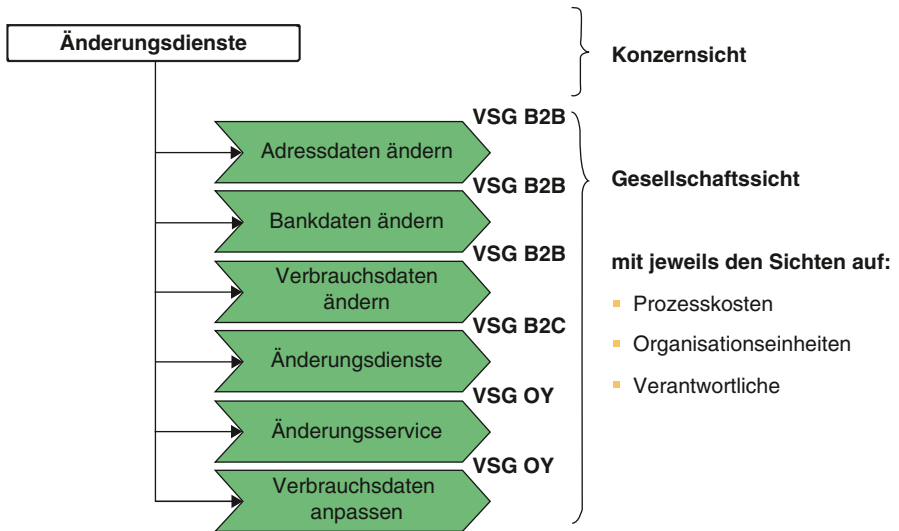 Änderungsdienste
Konzernsicht
VSG B2B
Adressdaten ändern
VSG B2B
Gesellschaftssicht
Bankdaten ändern
VSG B2B
Verbrauchsdaten
ändern
mit jeweils den Sichten auf:
Prozesskosten
VSG B2C
Änderungsdienste
Organisationseinheiten
Verantwortliche
VSG OY
Änderungsservice
VSG OY
Verbrauchsdaten
anpassen